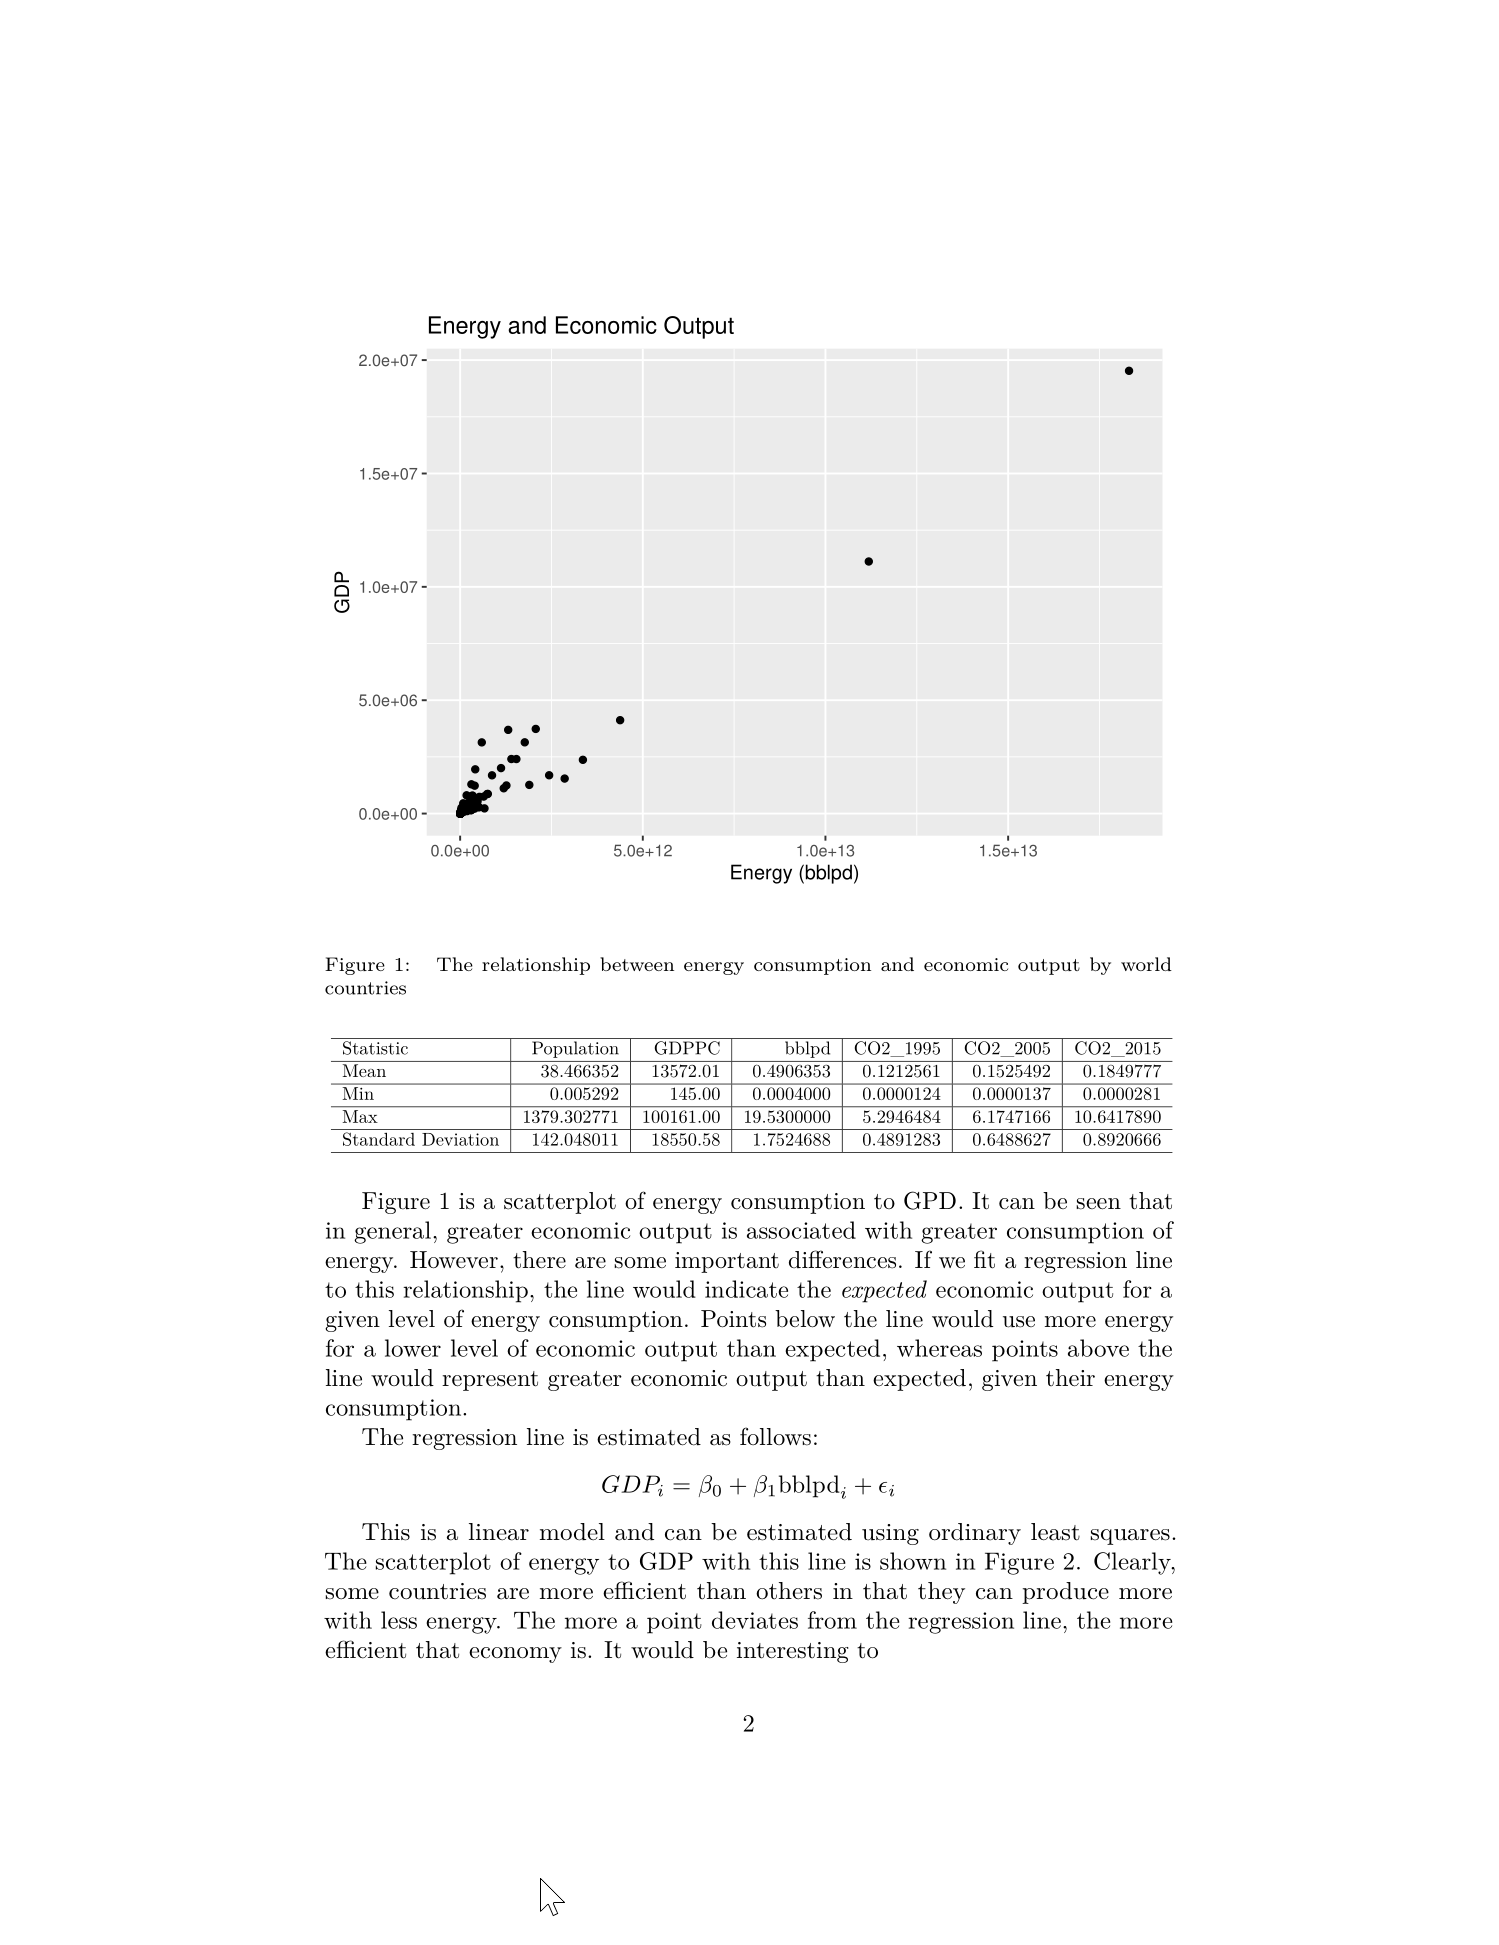 Energy and Economic Output
2.0e+07
1.5e+07
1.0e+07
5.0e+06
0.0e+00
GDP
0.0e+00 5.0e+12 1.0e+13 1.5e+13
Energy (bblpd)
Figure 1: The relationship between energy consumption and economic output by world
countries
Statistic Population GDPPC bblpd CO2_1995 CO2_2005 CO2_2015
Mean 38.466352 13572.01 0.4906353 0.1212561 0.1525492 0.1849777
Min 0.005292 145.00 0.0004000 0.0000124 0.0000137 0.0000281
Max 1379.302771 100161.00 19.5300000 5.2946484 6.1747166 10.6417890
Standard Deviation 142.048011 18550.58 1.7524688 0.4891283 0.6488627 0.8920666
Figure 1 is a scatterplot of energy consumption to GPD. It can be seen that
in general, greater economic output is associated with greater consumption of
energy. However, there are some important differences. If we fit a regression line
to this relationship, the line would indicate the expected economic output for a
given level of energy consumption. Points below the line would use more energy
for a lower level of economic output than expected, whereas points above the
line would represent greater economic output than expected, given their energy
consumption.
The regression line is estimated as follows:
GDPᵢ = β₀ + β₁bblpdᵢ + ϵᵢ
This is a linear model and can be estimated using ordinary least squares.
The scatterplot of energy to GDP with this line is shown in Figure 2. Clearly,
some countries are more efficient than others in that they can produce more
with less energy. The more a point deviates from the regression line, the more
efficient that economy is. It would be interesting to
2